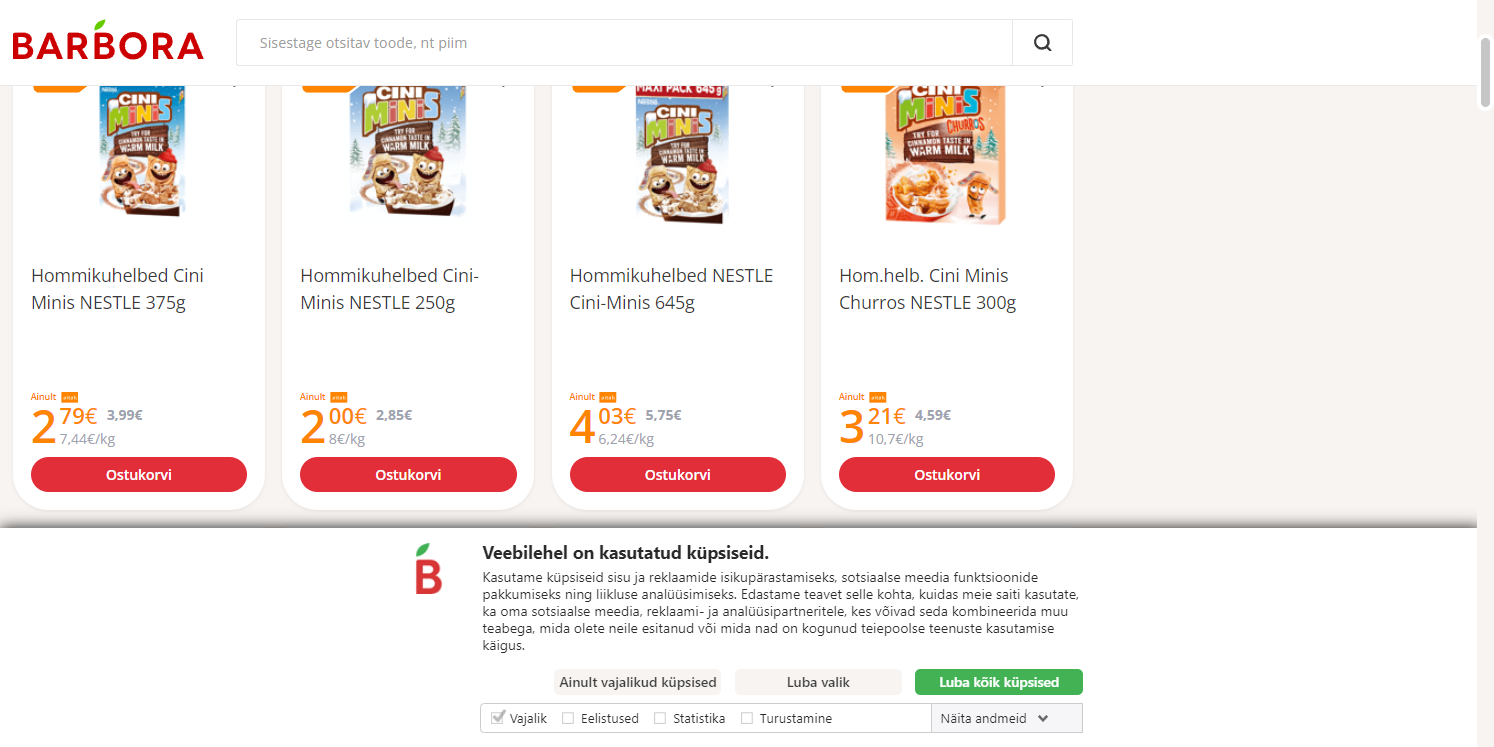 BARBORA
Sisestage otsitav toode, nt piim
CINI
MINIS
TRY FOR
CINNAMON TASTE IN
WARM MILK
CINI
MINIS
TRY FOR
CINNAMON TASTE IN
WARM MILK
MAXI PACK 645g
CINI
MINIS
TRY FOR
CINNAMON TASTE IN
WARM MILK
CINI
MINIS
CHURROS
TRY FOR
CINNAMON TASTE IN
WARM MILK
Hommikuhelbed Cini
Minis NESTLE 375g
Hommikuhelbed Cini-
Minis NESTLE 250g
Hommikuhelbed NESTLE
Cini-Minis 645g
Hom.helb. Cini Minis
Churros NESTLE 300g
Ainult aitäh
2 79€ 3,99€
7,44€/kg
Ostukorvi
Ainult aitäh
2 00€ 2,85€
8€/kg
Ostukorvi
Ainult aitäh
4 03€ 5,75€
6,24€/kg
Ostukorvi
Ainult aitäh
3 21€ 4,59€
10,7€/kg
Ostukorvi
B
Veebilehel on kasutatud küpsiseid.
Kasutame küpsiseid sisu ja reklaamide isikupärastamiseks, sotsiaalse meedia funktsioonide
pakkumiseks ning liikluse analüüsimiseks. Edastame teavet selle kohta, kuidas meie saiti kasutate,
ka oma sotsiaalse meedia, reklaami- ja analüüsipartneritele, kes võivad seda kombineerida muu
teabega, mida olete neile esitanud või mida nad on kogunud teiepoolse teenuste kasutamise
käigus.
Ainult vajalikud küpsised
Luba valik
Luba kõik küpsised
Vajalik
Eelistused
Statistika
Turustamine
Näita andmeid